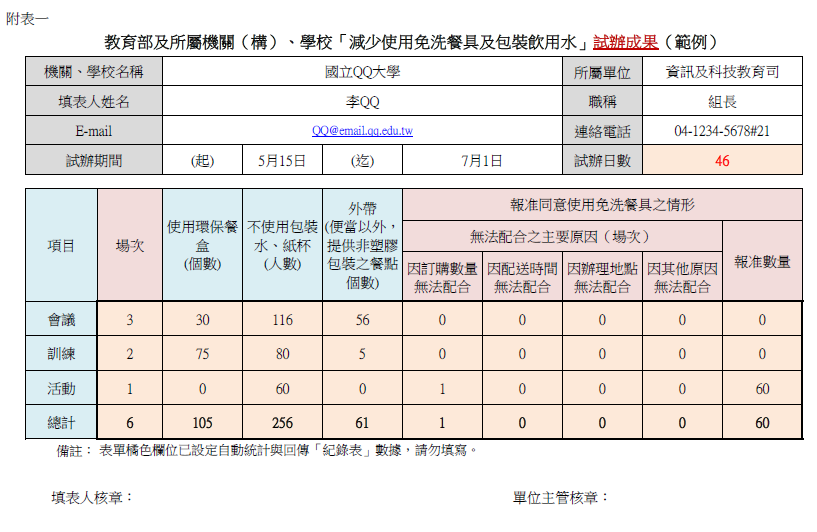 附表一
教育部及所屬機關（構）、學校「減少使用免洗餐具及包裝飲用水」試辦成果（範例）
機關、學校名稱 國立QQ大學 所屬單位 資訊及科技教育司
填表人姓名 李QQ 職稱 組長
E-mail QQ@email.qq.edu.tw 連絡電話 04-1234-5678#21
試辦期間 (起) 5月15日 (迄) 7月1日 試辦日數 46
項目 場次 使用環保餐盒(個數) 不使用包裝水、紙杯(人數) 外帶(便當以外，提供非塑膠包裝之餐點個數) 報准同意使用免洗餐具之情形
無法配合之主要原因（場次） 報准數量
因訂購數量無法配合 因配送時間無法配合 因辦理地點無法配合 因其他原因無法配合
會議 3 30 116 56 0 0 0 0 0
訓練 2 75 80 5 0 0 0 0 0
活動 1 0 60 0 1 0 0 0 60
總計 6 105 256 61 1 0 0 0 60
備註： 表單橘色欄位已設定自動統計與回傳「紀錄表」數據，請勿填寫。
填表人核章： 單位主管核章：